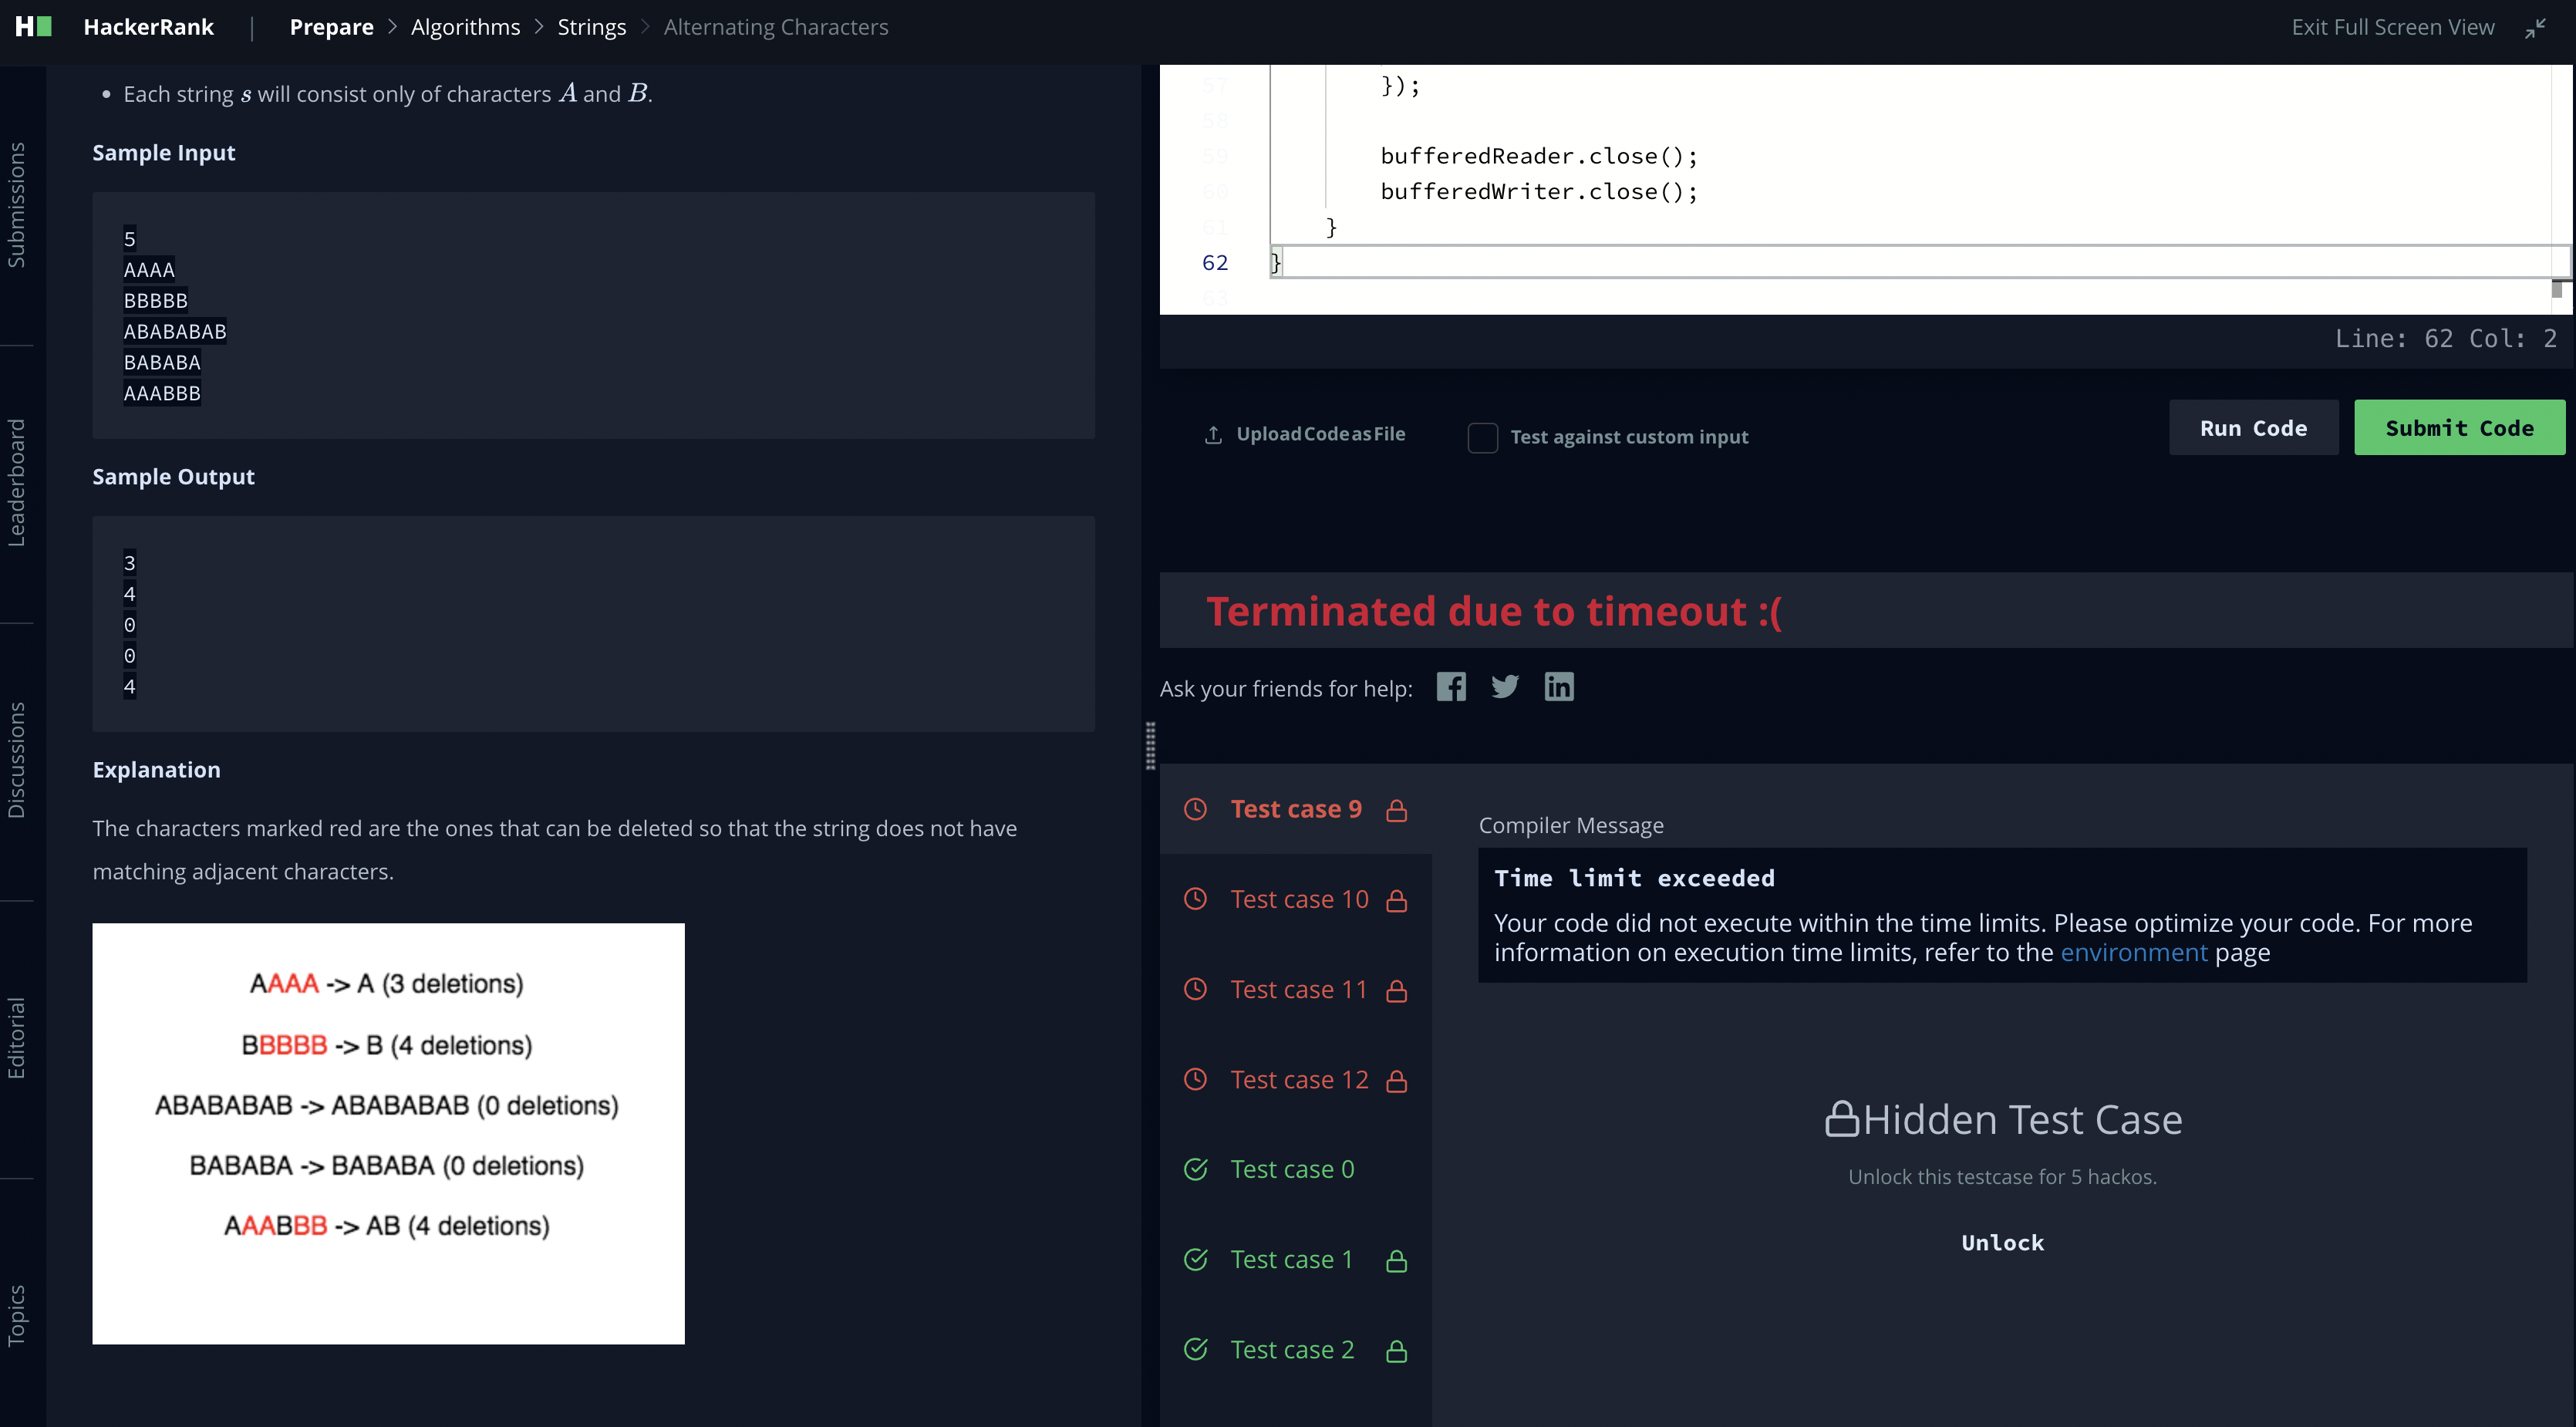 HackerRank | Prepare > Algorithms > Strings > Alternating Characters
Exit Full Screen View
Submissions
Leaderboard
Discussions
Editorial
Topics
• Each string s will consist only of characters A and B.
Sample Input
5
AAAA
BBBBB
ABABABAB
BABABA
AAABBB
Sample Output
3
4
0
0
4
Explanation
The characters marked red are the ones that can be deleted so that the string does not have
matching adjacent characters.
AAAA -> A (3 deletions)
BBBBB -> B (4 deletions)
ABABABAB -> ABABABAB (0 deletions)
BABABA -> BABABA (0 deletions)
AAABBB -> AB (4 deletions)
57 });
58
59 bufferedReader.close();
60 bufferedWriter.close();
61 }
62 }
63
Line: 62 Col: 2
Upload Code as File
Test against custom input
Run Code
Submit Code
Terminated due to timeout :(
Ask your friends for help:
Test case 9
Test case 10
Test case 11
Test case 12
Test case 0
Test case 1
Test case 2
Compiler Message
Time limit exceeded
Your code did not execute within the time limits. Please optimize your code. For more
information on execution time limits, refer to the environment page
Hidden Test Case
Unlock this testcase for 5 hackos.
Unlock